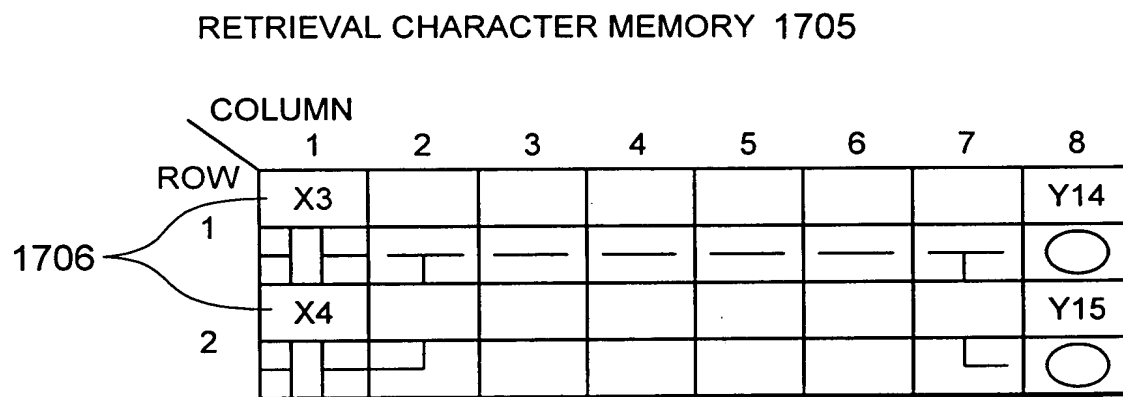 RETRIEVAL CHARACTER MEMORY 1705
COLUMN
1 2 3 4 5 6 7 8
ROW
X3 Y14
1
1706
X4 Y15
2